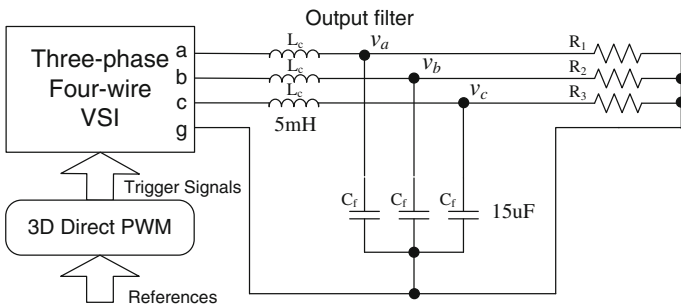 Output filter
Three-phase
Four-wire
VSI
a
b
c
g
L_c
L_c
L_c
5mH
v_a
v_b
v_c
R_1
R_2
R_3
Trigger Signals
C_f
C_f
C_f
15uF
3D Direct PWM
References